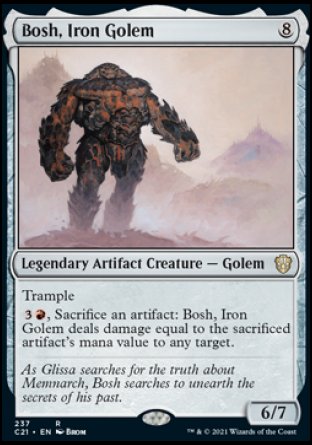 Bosh, Iron Golem 8
Legendary Artifact Creature — Golem
Trample
3, Sacrifice an artifact: Bosh, Iron
Golem deals damage equal to the sacrificed
artifact's mana value to any target.
As Glissa searches for the truth about
Memnarch, Bosh searches to unearth the
secrets of his past.
6/7
237 R
C21 • EN BROM
™ & © 2021 Wizards of the Coast